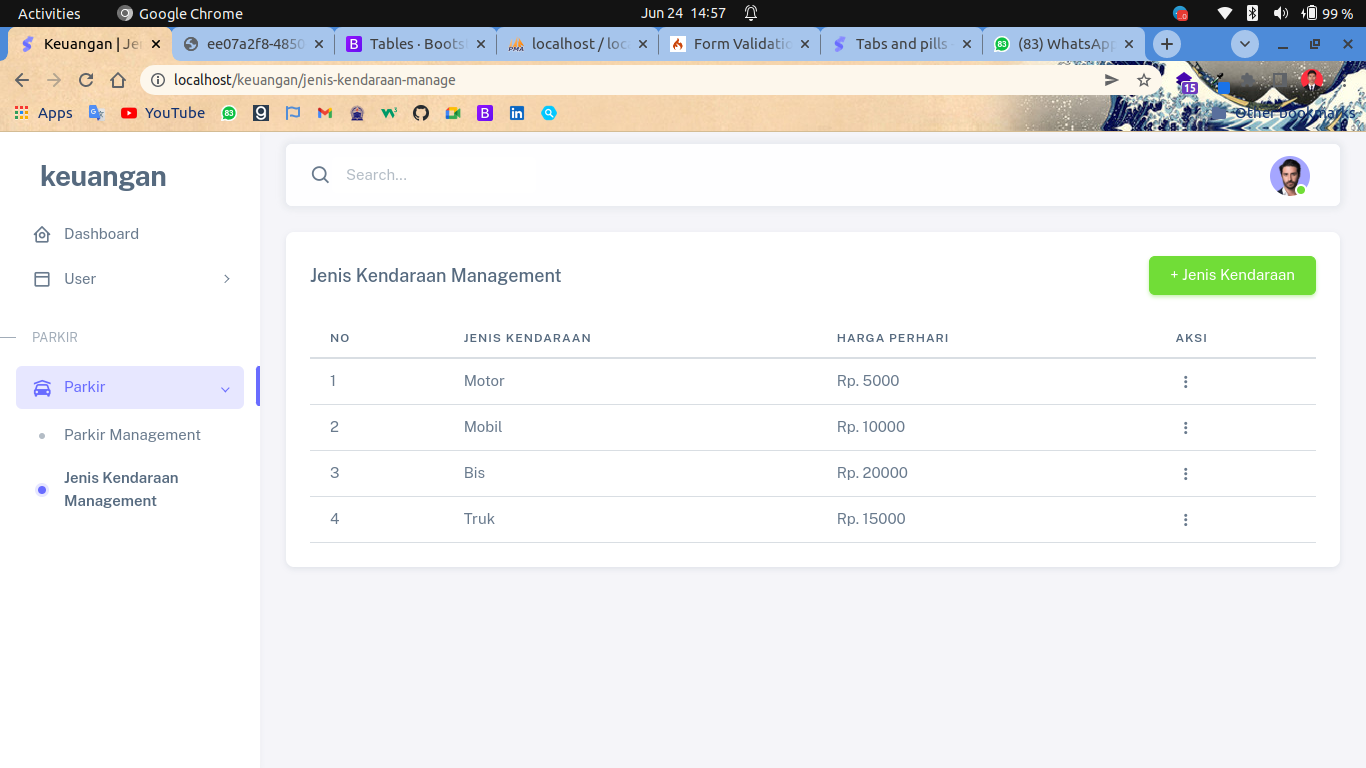 Activities Google Chrome Jun 24 14:57 99 %
Keuangan | Je ee07a2f8-4850 Tables · Boots localhost / loc Form Validatio Tabs and pills - (83) WhatsApp
localhost/keuangan/jenis-kendaraan-manage 15
Apps YouTube 83 Other bookmarks
keuangan
Search...
Dashboard
User
PARKIR
Parkir
Parkir Management
Jenis Kendaraan
Management
Jenis Kendaraan Management + Jenis Kendaraan
NO JENIS KENDARAAN HARGA PERHARI AKSI
1 Motor Rp. 5000
2 Mobil Rp. 10000
3 Bis Rp. 20000
4 Truk Rp. 15000